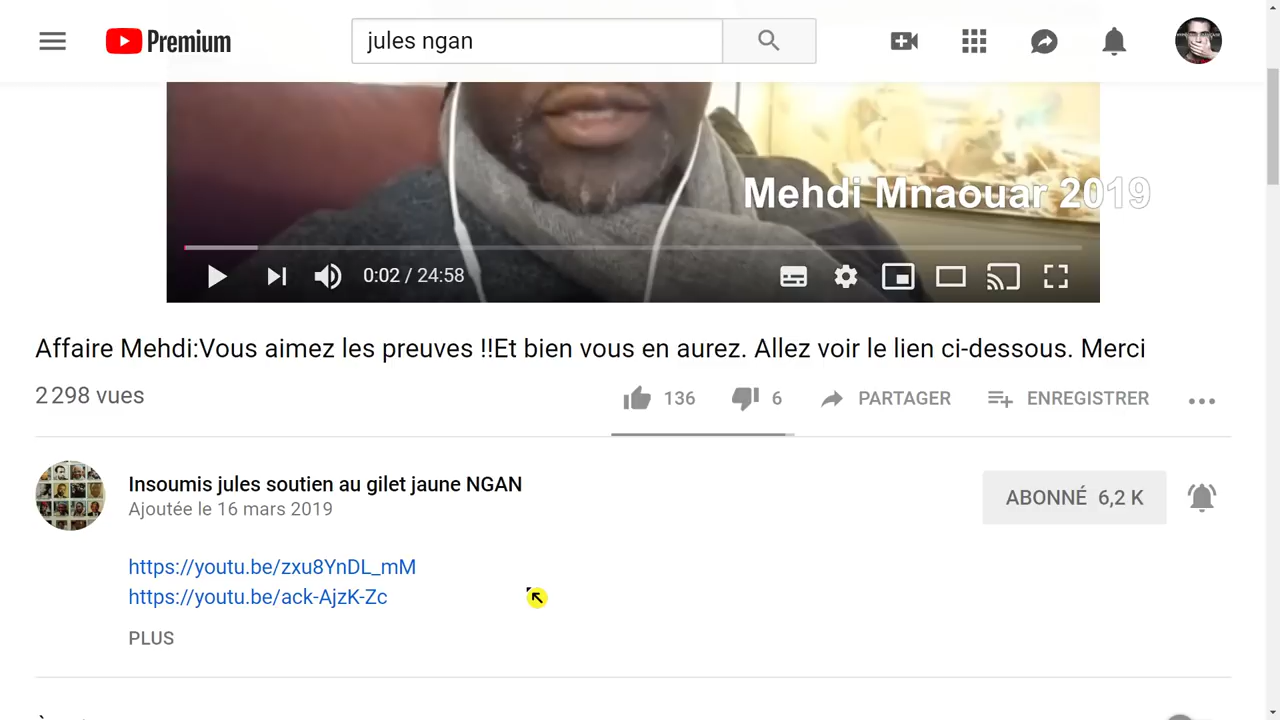 Premium
jules ngan
Mehdi Mnaouar 2019
0:02 / 24:58
Affaire Mehdi:Vous aimez les preuves !!Et bien vous en aurez. Allez voir le lien ci-dessous. Merci
2 298 vues
136
6
PARTAGER
ENREGISTRER
Insoumis jules soutien au gilet jaune NGAN
Ajoutée le 16 mars 2019
ABONNÉ 6,2 K
https://youtu.be/zxu8YnDL_mM
https://youtu.be/ack-AjzK-Zc
PLUS